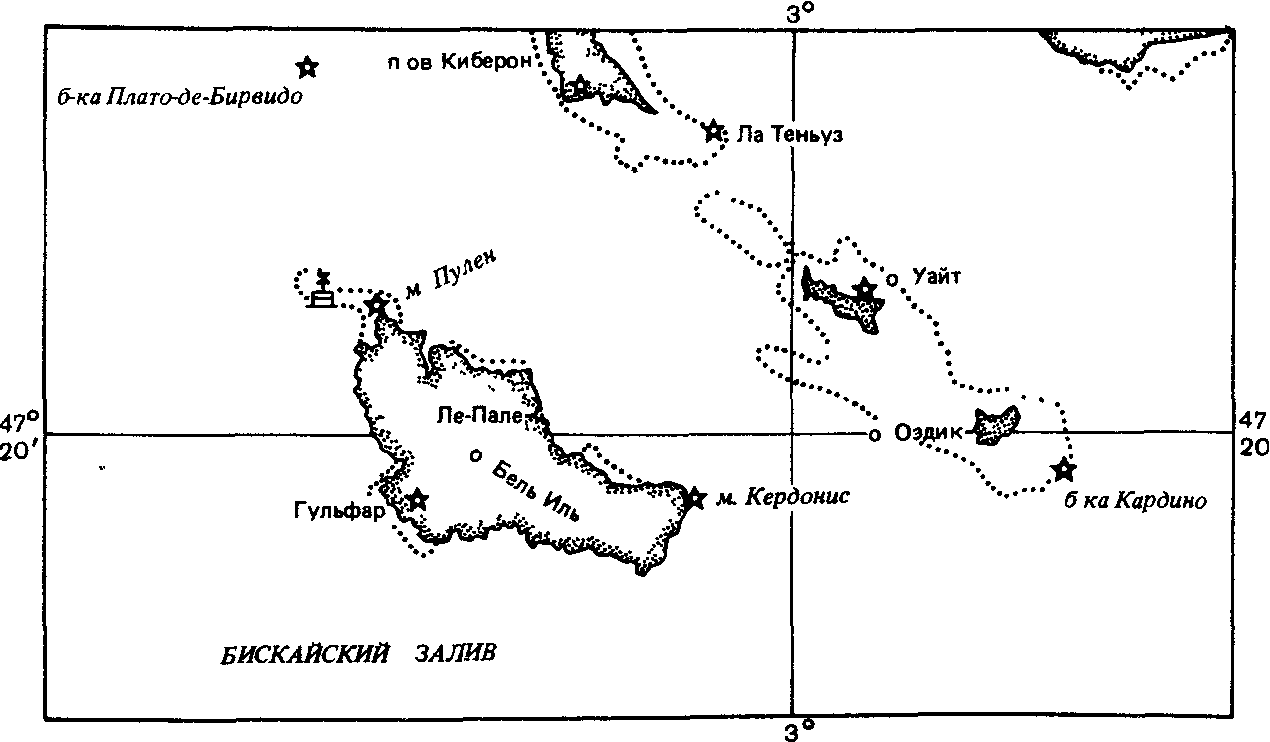 3°
п ов Киберон
б-ка Плато-де-Бирвидо
Ла Теньуз
м Пулен
о Уайт
Ле-Пале
47°
20'
47
20
о Оздик
о Бель Иль
Гульфар
м. Кердонис
б ка Кардино
БИСКАЙСКИЙ ЗАЛИВ
3°